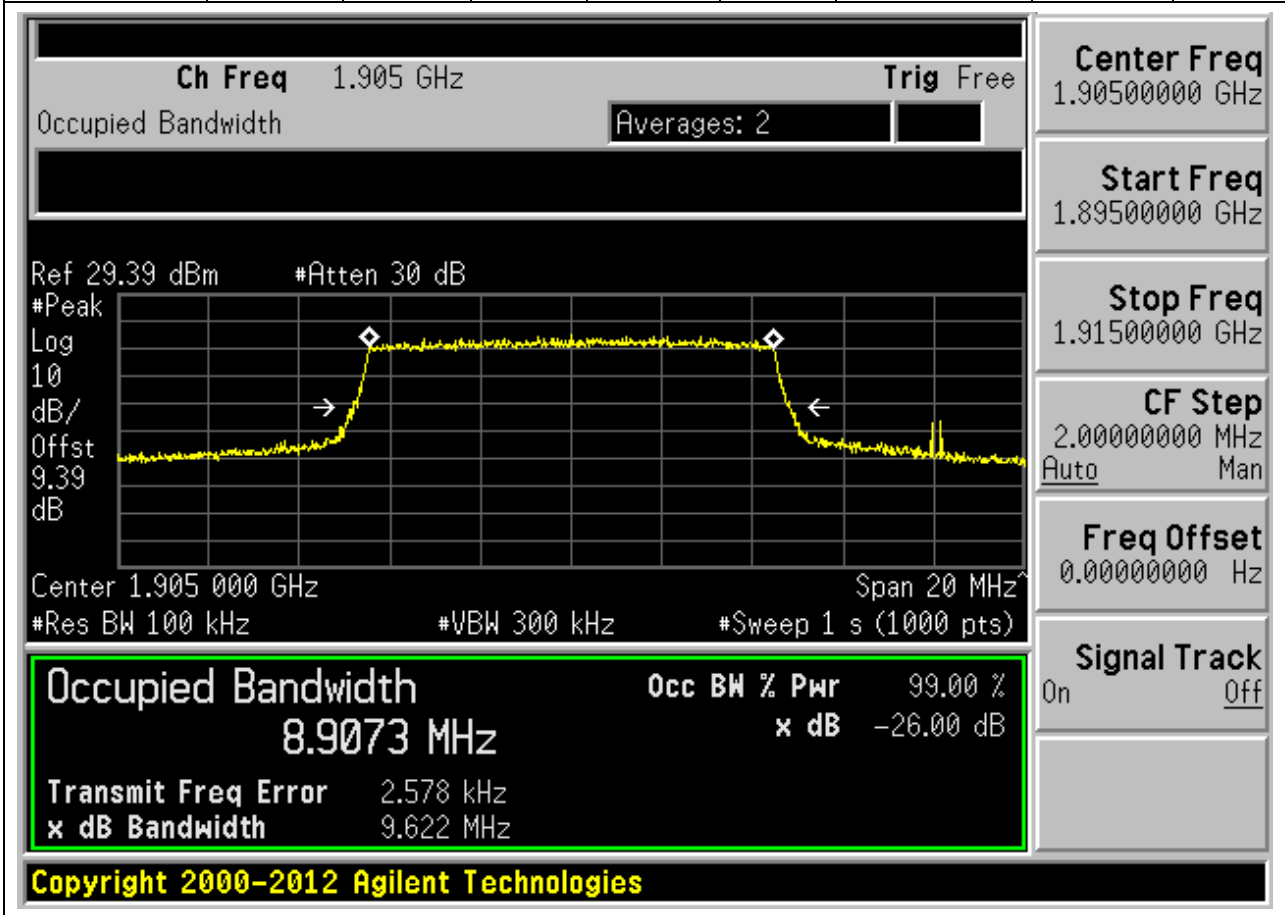 Ch Freq 1.905 GHz Trig Free
Occupied Bandwidth Averages: 2
Ref 29.39 dBm #Atten 30 dB
#Peak
Log
10
dB/
Offst
9.39
dB
Center 1.905 000 GHz Span 20 MHz^
#Res BW 100 kHz #VBW 300 kHz #Sweep 1 s (1000 pts)
Occupied Bandwidth Occ BW % Pwr 99.00 %
8.9073 MHz x dB -26.00 dB
Transmit Freq Error 2.578 kHz
x dB Bandwidth 9.622 MHz
Copyright 2000-2012 Agilent Technologies
Center Freq
1.90500000 GHz
Start Freq
1.89500000 GHz
Stop Freq
1.91500000 GHz
CF Step
2.00000000 MHz
Auto Man
Freq Offset
0.00000000 Hz
Signal Track
On Off